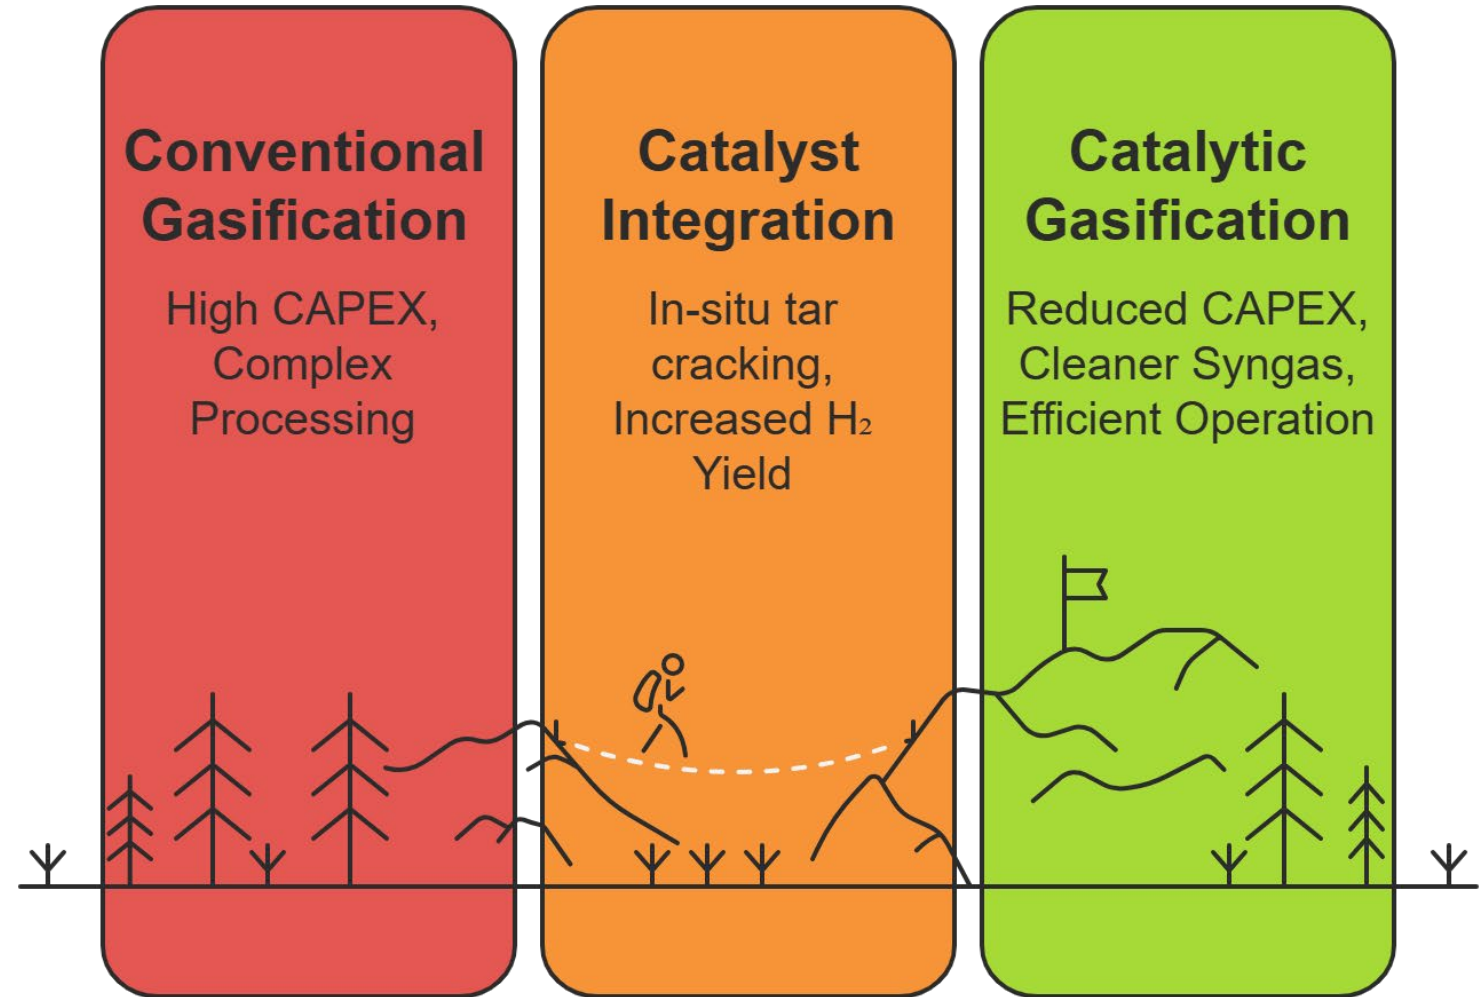 Conventional
Gasification
High CAPEX,
Complex
Processing
Catalyst
Integration
In-situ tar
cracking,
Increased H₂
Yield
Catalytic
Gasification
Reduced CAPEX,
Cleaner Syngas,
Efficient Operation